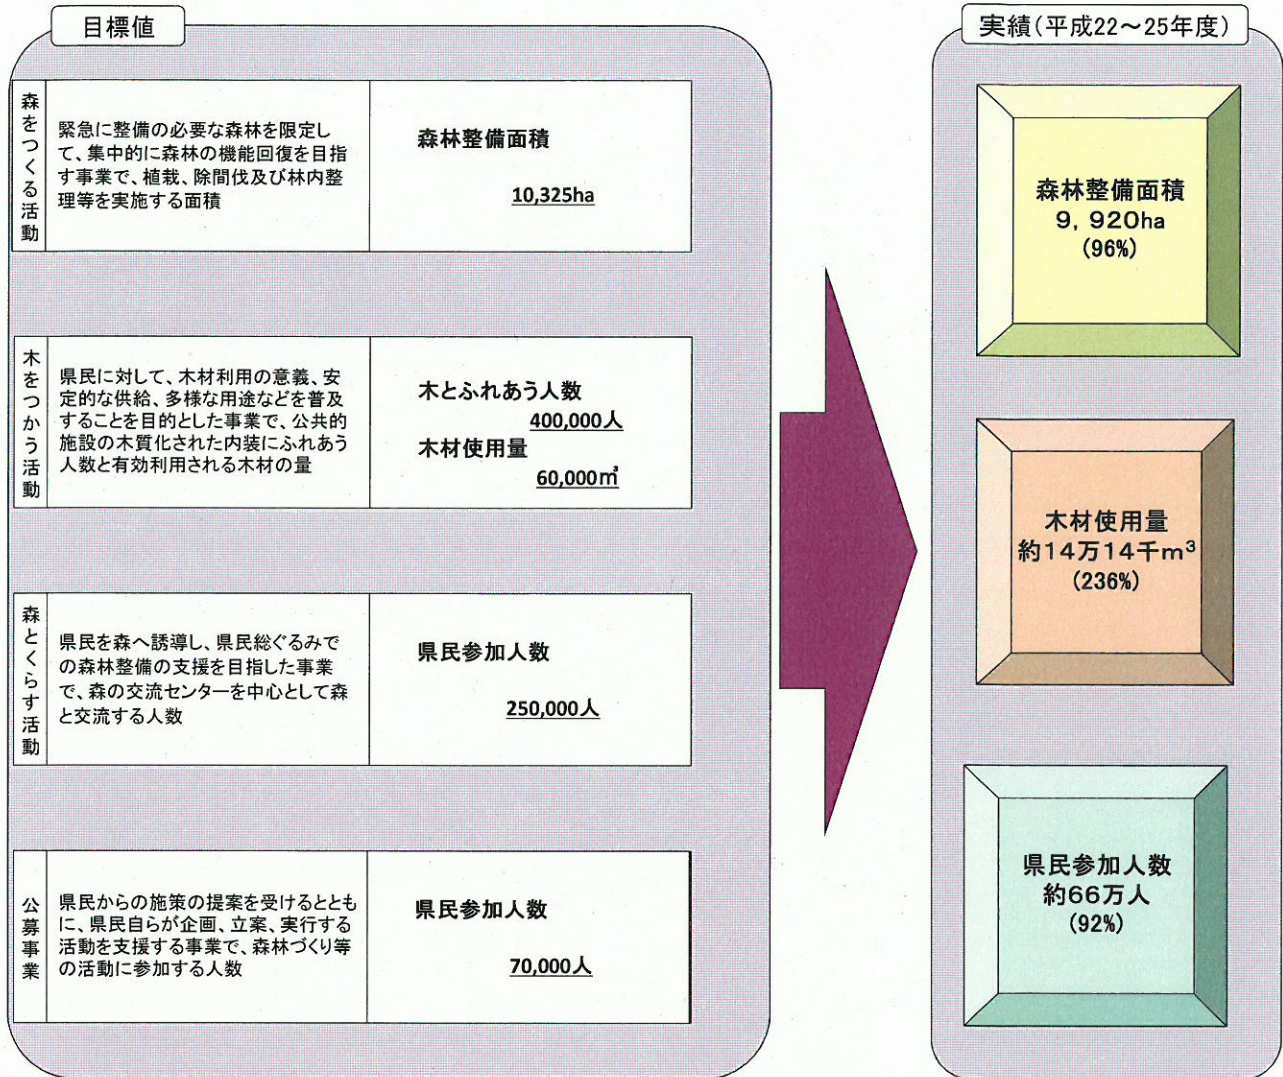 目標値
森をつくる活動
緊急に整備の必要な森林を限定し
て、集中的に森林の機能回復を目指
す事業で、植栽、除間伐及び林内整
理等を実施する面積
森林整備面積
10,325ha
木をつかう活動
県民に対して、木材利用の意義、安
定的な供給、多様な用途などを普及
することを目的とした事業で、公共的
施設の木質化された内装にふれあう
人数と有効利用される木材の量
木とふれあう人数
400,000人
木材使用量
60,000㎥
森とくらす活動
県民を森へ誘導し、県民総ぐるみで
の森林整備の支援を目指した事業
で、森の交流センターを中心として森
と交流する人数
県民参加人数
250,000人
公募事業
県民からの施策の提案を受けるととも
に、県民自らが企画、立案、実行する
活動を支援する事業で、森林づくり等
の活動に参加する人数
県民参加人数
70,000人
実績(平成22～25年度)
森林整備面積
9，920ha
(96%)
木材使用量
約14万14千m³
(236%)
県民参加人数
約66万人
(92%)